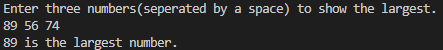 Enter three numbers(seperated by a space) to show the largest.
89 56 74
89 is the largest number.